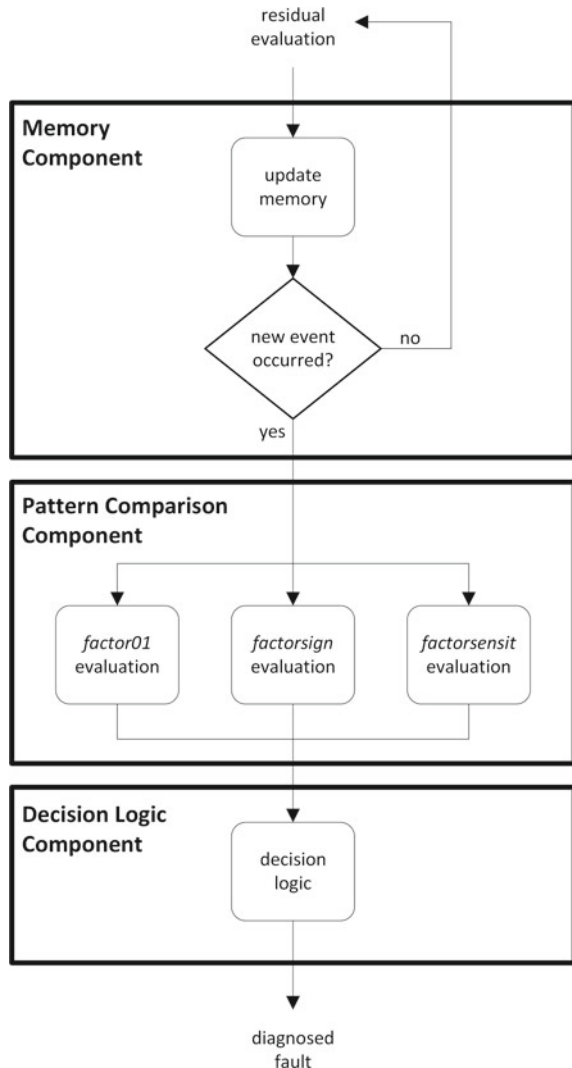 residual
evaluation
Memory
Component
update
memory
new event
occurred?
no
yes
Pattern Comparison
Component
factor01
evaluation
factorsign
evaluation
factorsensit
evaluation
Decision Logic
Component
decision
logic
diagnosed
fault